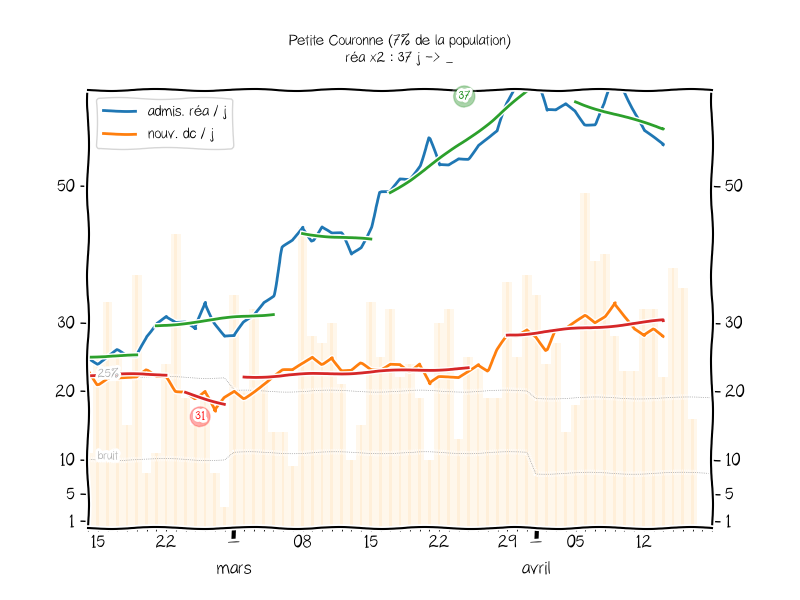 Petite Couronne (7% de la population)
réa x2 : 37 j -> _
admis. réa / j
nouv. dc / j
37
50
50
30
30
25%
20
20
31
bruit
10
10
5
5
1
1
15 22 _ 08 15 22 29 _ 05 12
mars avril